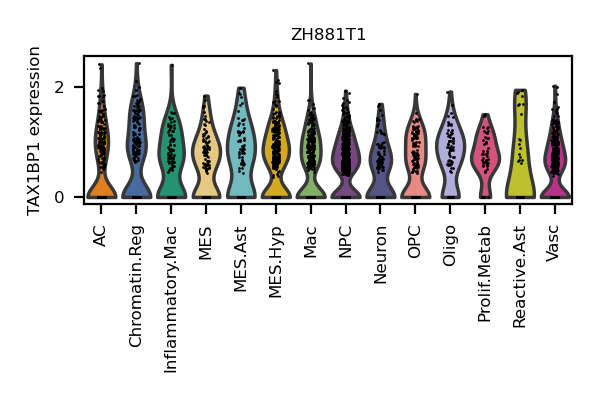 ZH881T1
TAX1BP1 expression
2
0
AC
Chromatin.Reg
Inflammatory.Mac
MES
MES.Ast
MES.Hyp
Mac
NPC
Neuron
OPC
Oligo
Prolif.Metab
Reactive.Ast
Vasc